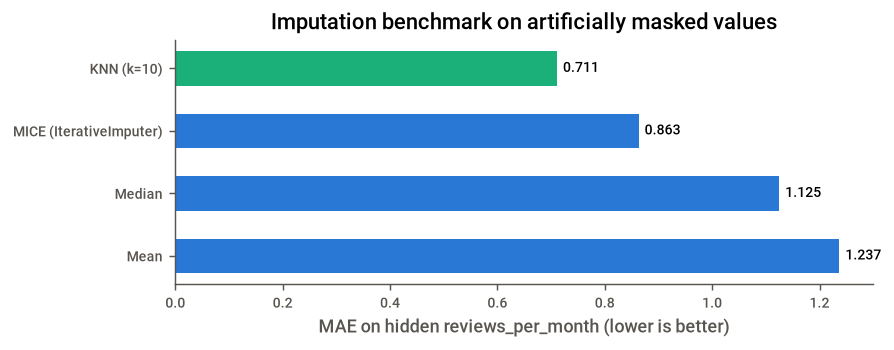 Imputation benchmark on artificially masked values
KNN (k=10)
0.711
MICE (IterativeImputer)
0.863
Median
1.125
Mean
1.237
0.0 0.2 0.4 0.6 0.8 1.0 1.2
MAE on hidden reviews_per_month (lower is better)